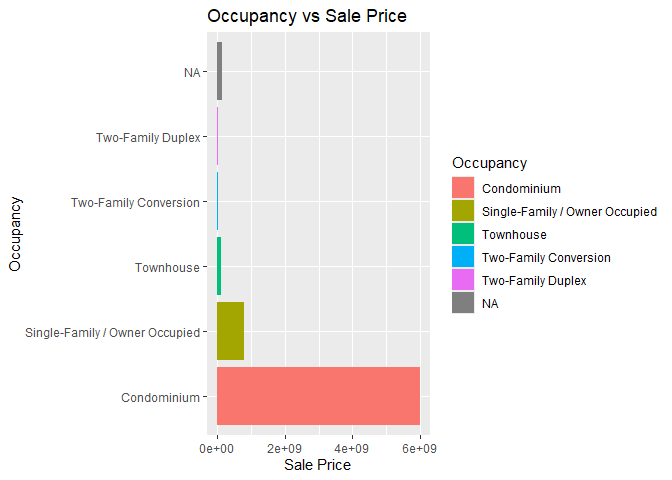 Occupancy vs Sale Price
NA
Two-Family Duplex
Two-Family Conversion
Townhouse
Single-Family / Owner Occupied
Condominium
Occupancy
0e+00 2e+09 4e+09 6e+09
Sale Price
Occupancy
Condominium
Single-Family / Owner Occupied
Townhouse
Two-Family Conversion
Two-Family Duplex
NA